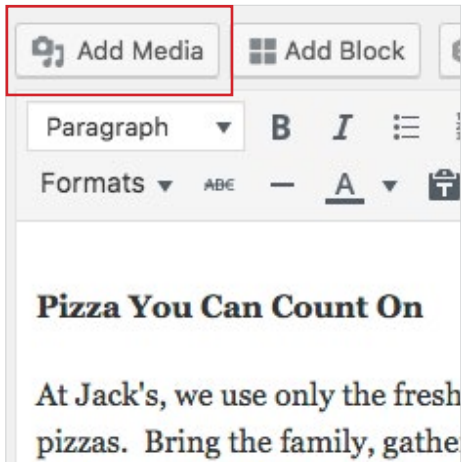 Add Media Add Block
Paragraph B I
Formats ABC A T
Pizza You Can Count On
At Jack's, we use only the fresh
pizzas. Bring the family, gathe